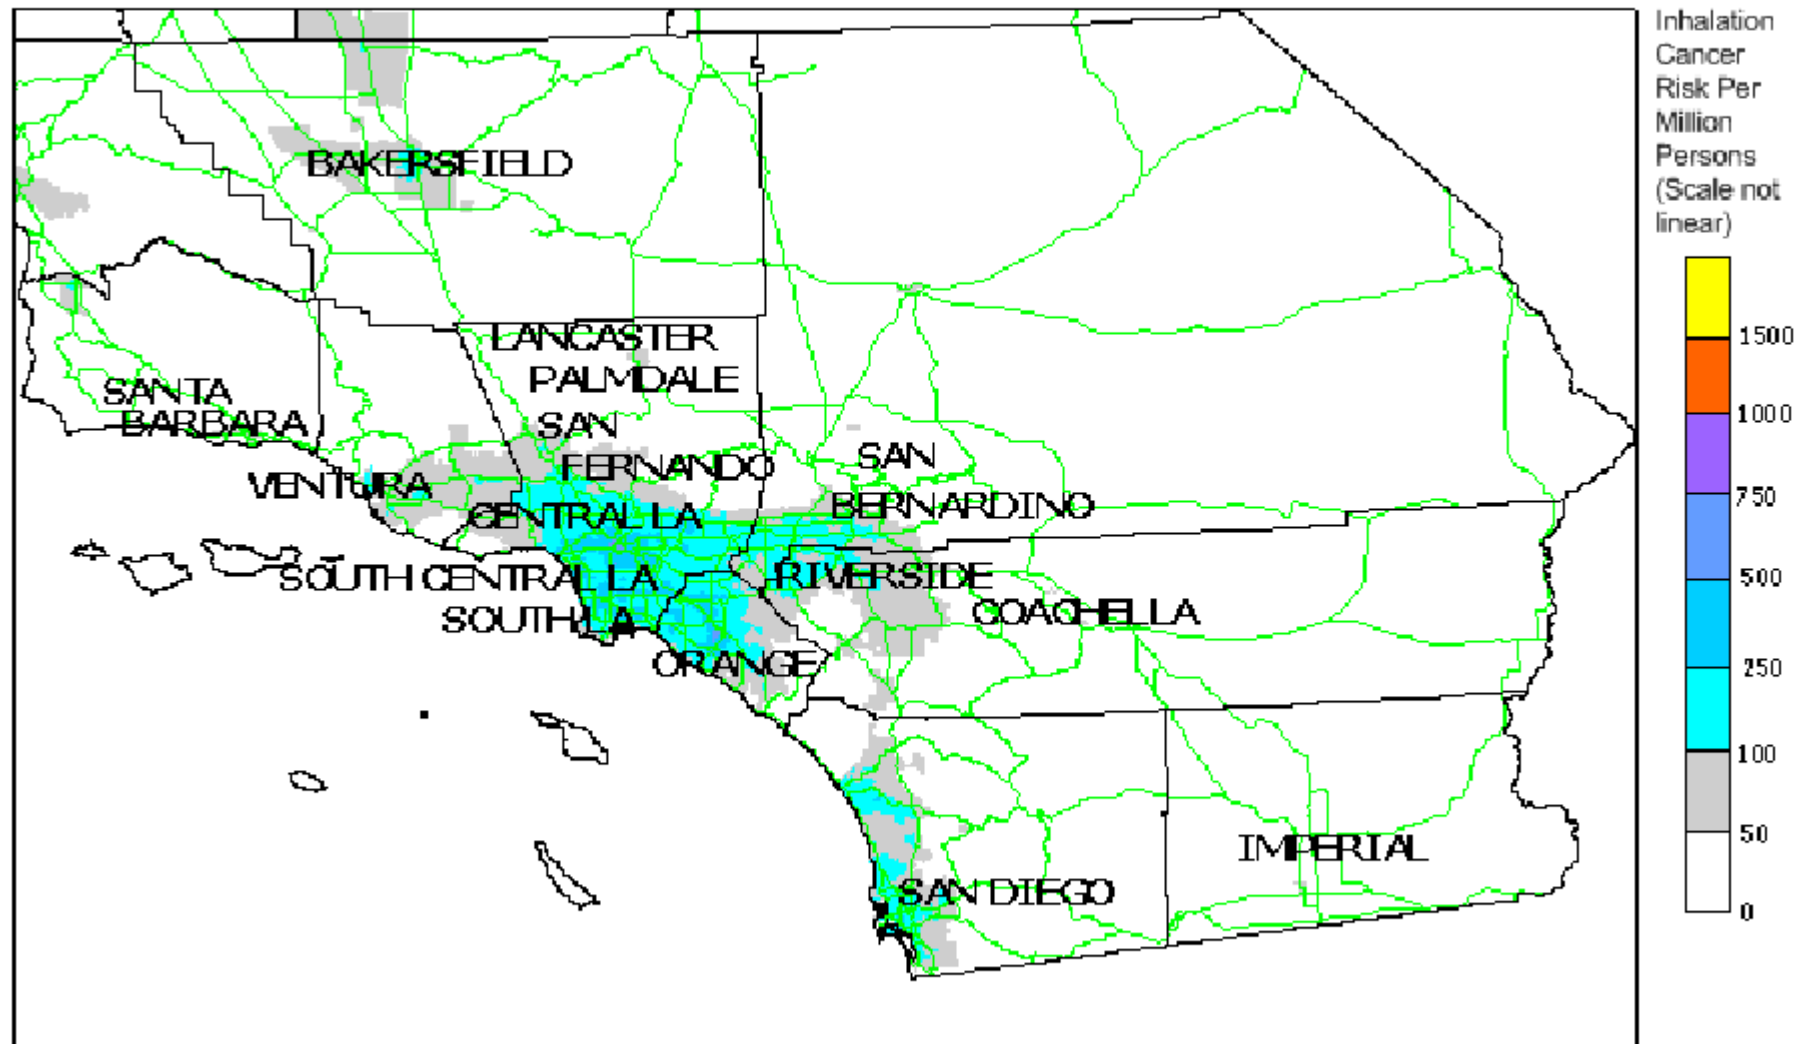 Inhalation
Cancer
Risk Per
Million
Persons
(Scale not
linear)
1500
1000
750
500
250
100
50
0
BAKERSFIELD
LANCASTER
PALMDALE
SANTA
BARBARA
SAN
FERNANDO
SAN
BERNARDINO
VENTURA
CENTRAL LA
SOUTH CENTRAL LA
RIVERSIDE
COACHELLA
SOUTH LA
ORANGE
IMPERIAL
SAN DIEGO